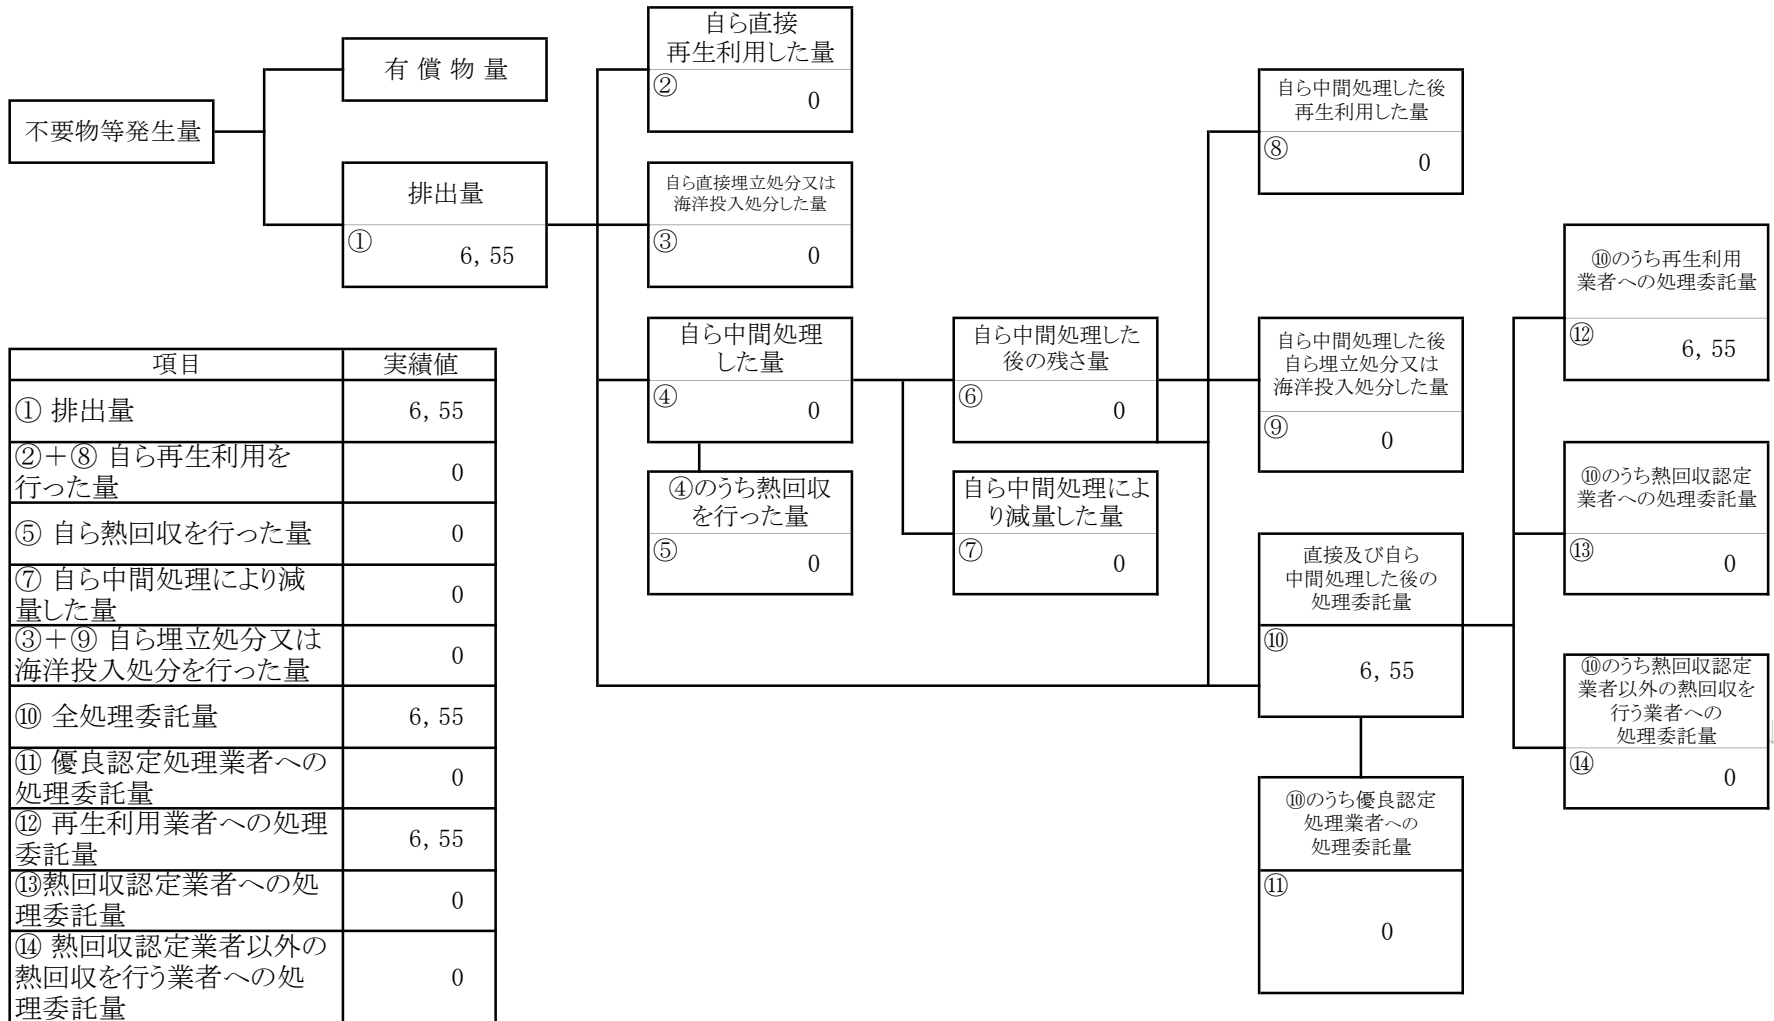 不要物等発生量
有 償 物 量
排出量
①
6, 55
自ら直接
再生利用した量
②
0
自ら直接埋立処分又は
海洋投入処分した量
③
0
自ら中間処理
した量
④
0
④のうち熱回収
を行った量
⑤
0
自ら中間処理した
後の残さ量
⑥
0
自ら中間処理によ
り減量した量
⑦
0
自ら中間処理した後
再生利用した量
⑧
0
自ら中間処理した後
自ら埋立処分又は
海洋投入処分した量
⑨
0
直接及び自ら
中間処理した後の
処理委託量
⑩
6, 55
⑩のうち優良認定
処理業者への
処理委託量
⑪
0
⑩のうち再生利用
業者への処理委託量
⑫
6, 55
⑩のうち熱回収認定
業者への処理委託量
⑬
0
⑩のうち熱回収認定
業者以外の熱回収を
行う業者への
処理委託量
⑭
0
項目 実績値
① 排出量 6, 55
②+⑧ 自ら再生利用を
行った量 0
⑤ 自ら熱回収を行った量 0
⑦ 自ら中間処理により減
量した量 0
③+⑨ 自ら埋立処分又は
海洋投入処分を行った量 0
⑩ 全処理委託量 6, 55
⑪ 優良認定処理業者への
処理委託量 0
⑫ 再生利用業者への処理
委託量 6, 55
⑬熱回収認定業者への処
理委託量 0
⑭ 熱回収認定業者以外の
熱回収を行う業者への処
理委託量 0